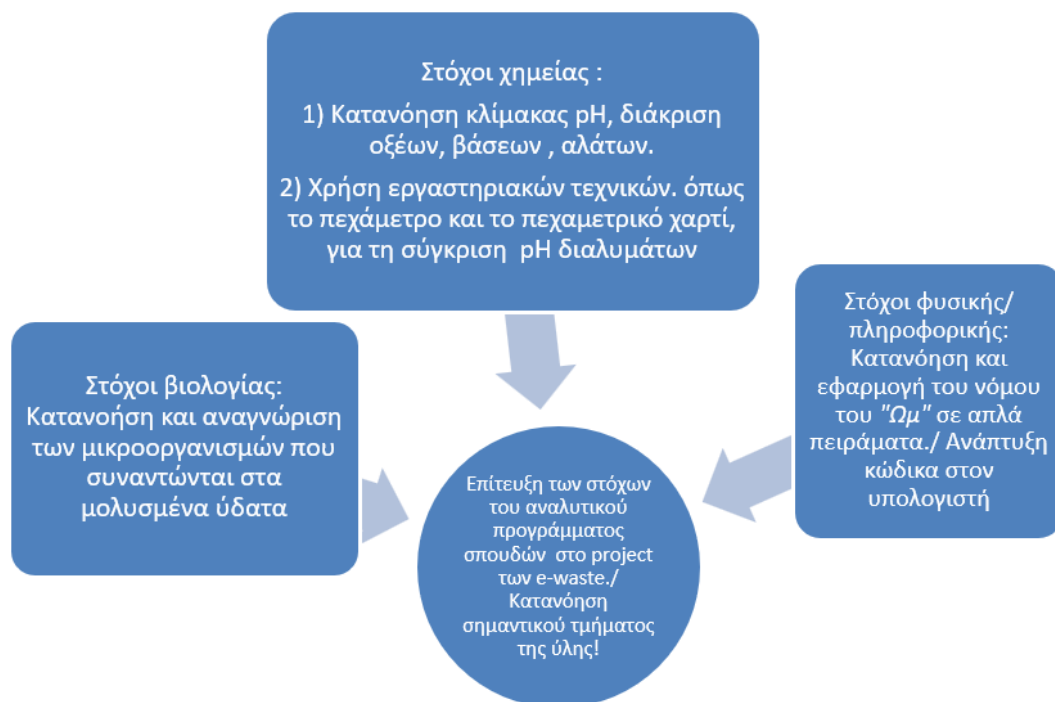 Στόχοι χημείας :
1) Κατανόηση κλίμακας pH, διάκριση
οξέων, βάσεων , αλάτων.
2) Χρήση εργαστηριακών τεχνικών. όπως
το πεχάμετρο και το πεχαμετρικό χαρτί,
για τη σύγκριση pH διαλυμάτων
Στόχοι βιολογίας:
Κατανοήση και αναγνώριση
των μικροοργανισμών που
συναντώνται στα
μολυσμένα ύδατα
Στόχοι φυσικής/
πληροφορικής:
Κατανόηση και
εφαρμογή του νόμου
του "Ωμ" σε απλά
πειράματα./ Ανάπτυξη
κώδικα στον
υπολογιστή
Επίτευξη των στόχων
του αναλυτικού
προγράμματος
σπουδών στο project
των e-waste./
Κατανόηση
σημαντικού τμήματος
της ύλης!